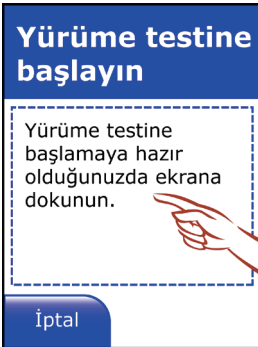 Yürüme testine
başlayın
Yürüme testine
başlamaya hazır
olduğunuzda ekrana
dokunun.
İptal